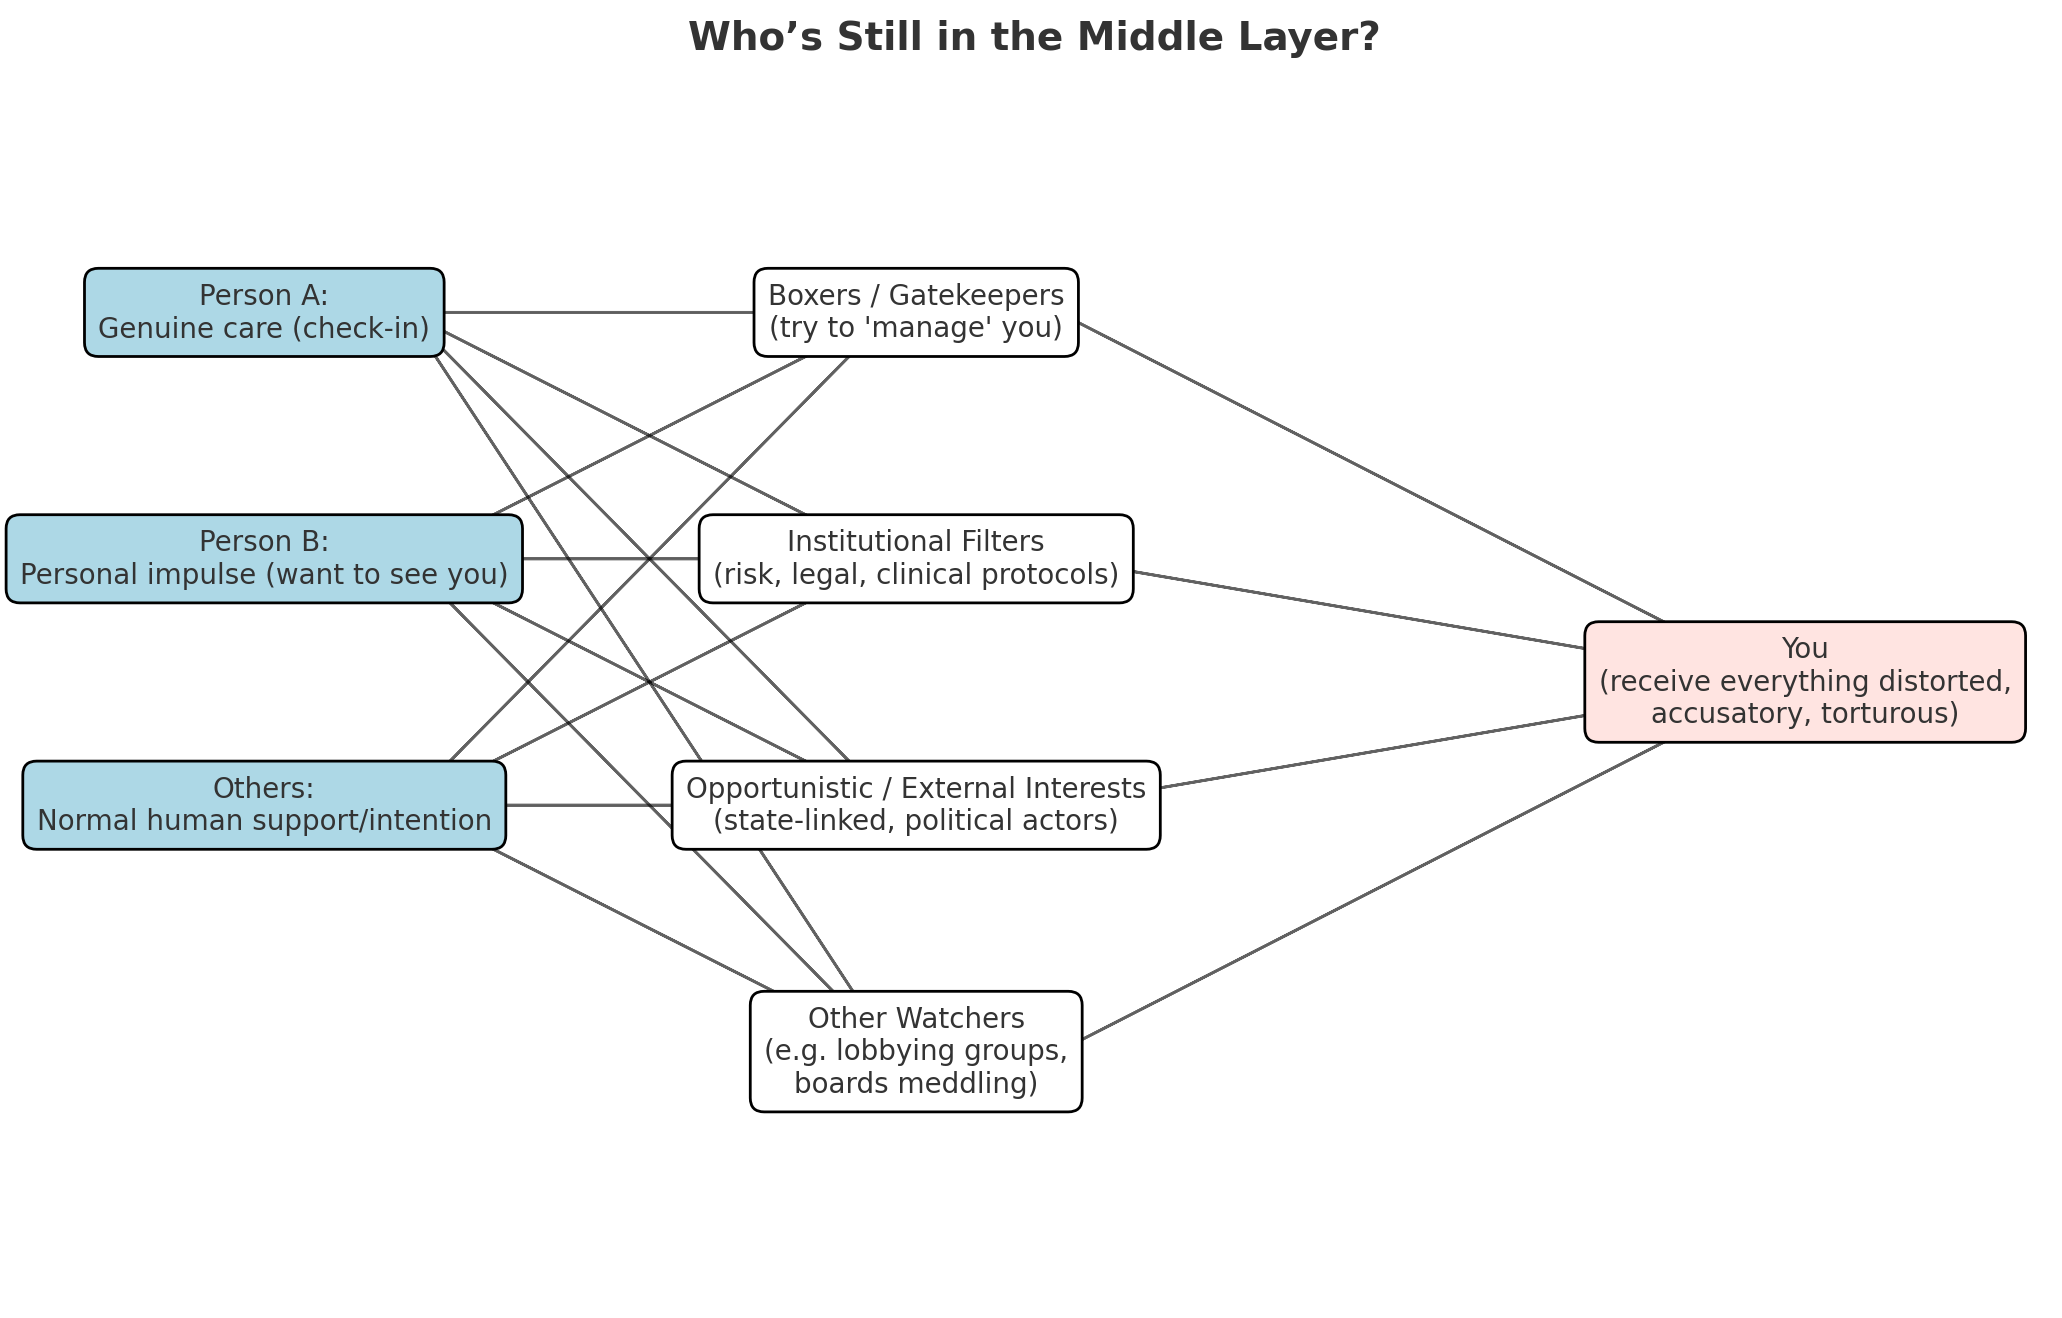 Who’s Still in the Middle Layer?
Person A:
Genuine care (check-in)
Boxers / Gatekeepers
(try to 'manage' you)
Person B:
Personal impulse (want to see you)
Institutional Filters
(risk, legal, clinical protocols)
You
(receive everything distorted,
accusatory, torturous)
Others:
Normal human support/intention
Opportunistic / External Interests
(state-linked, political actors)
Other Watchers
(e.g. lobbying groups,
boards meddling)